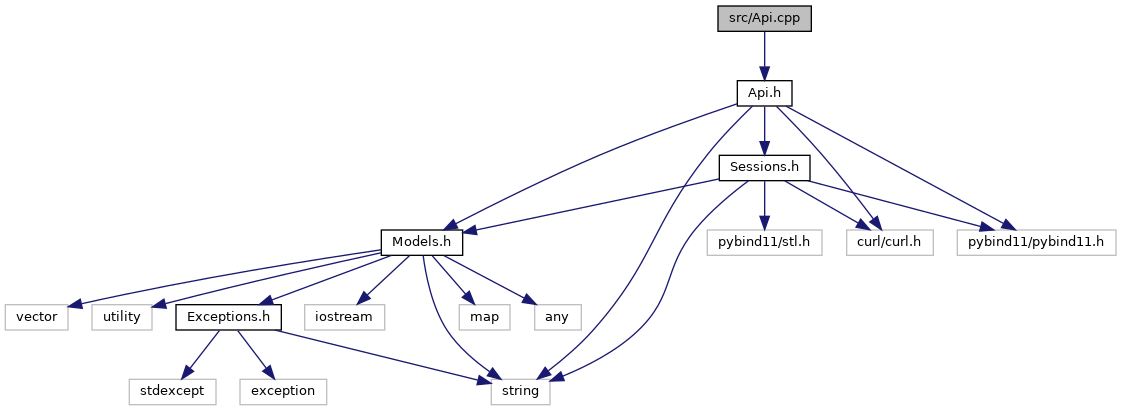 src/Api.cpp
Api.h
Sessions.h
Models.h
pybind11/stl.h
curl/curl.h
pybind11/pybind11.h
vector
utility
Exceptions.h
iostream
map
any
stdexcept
exception
string